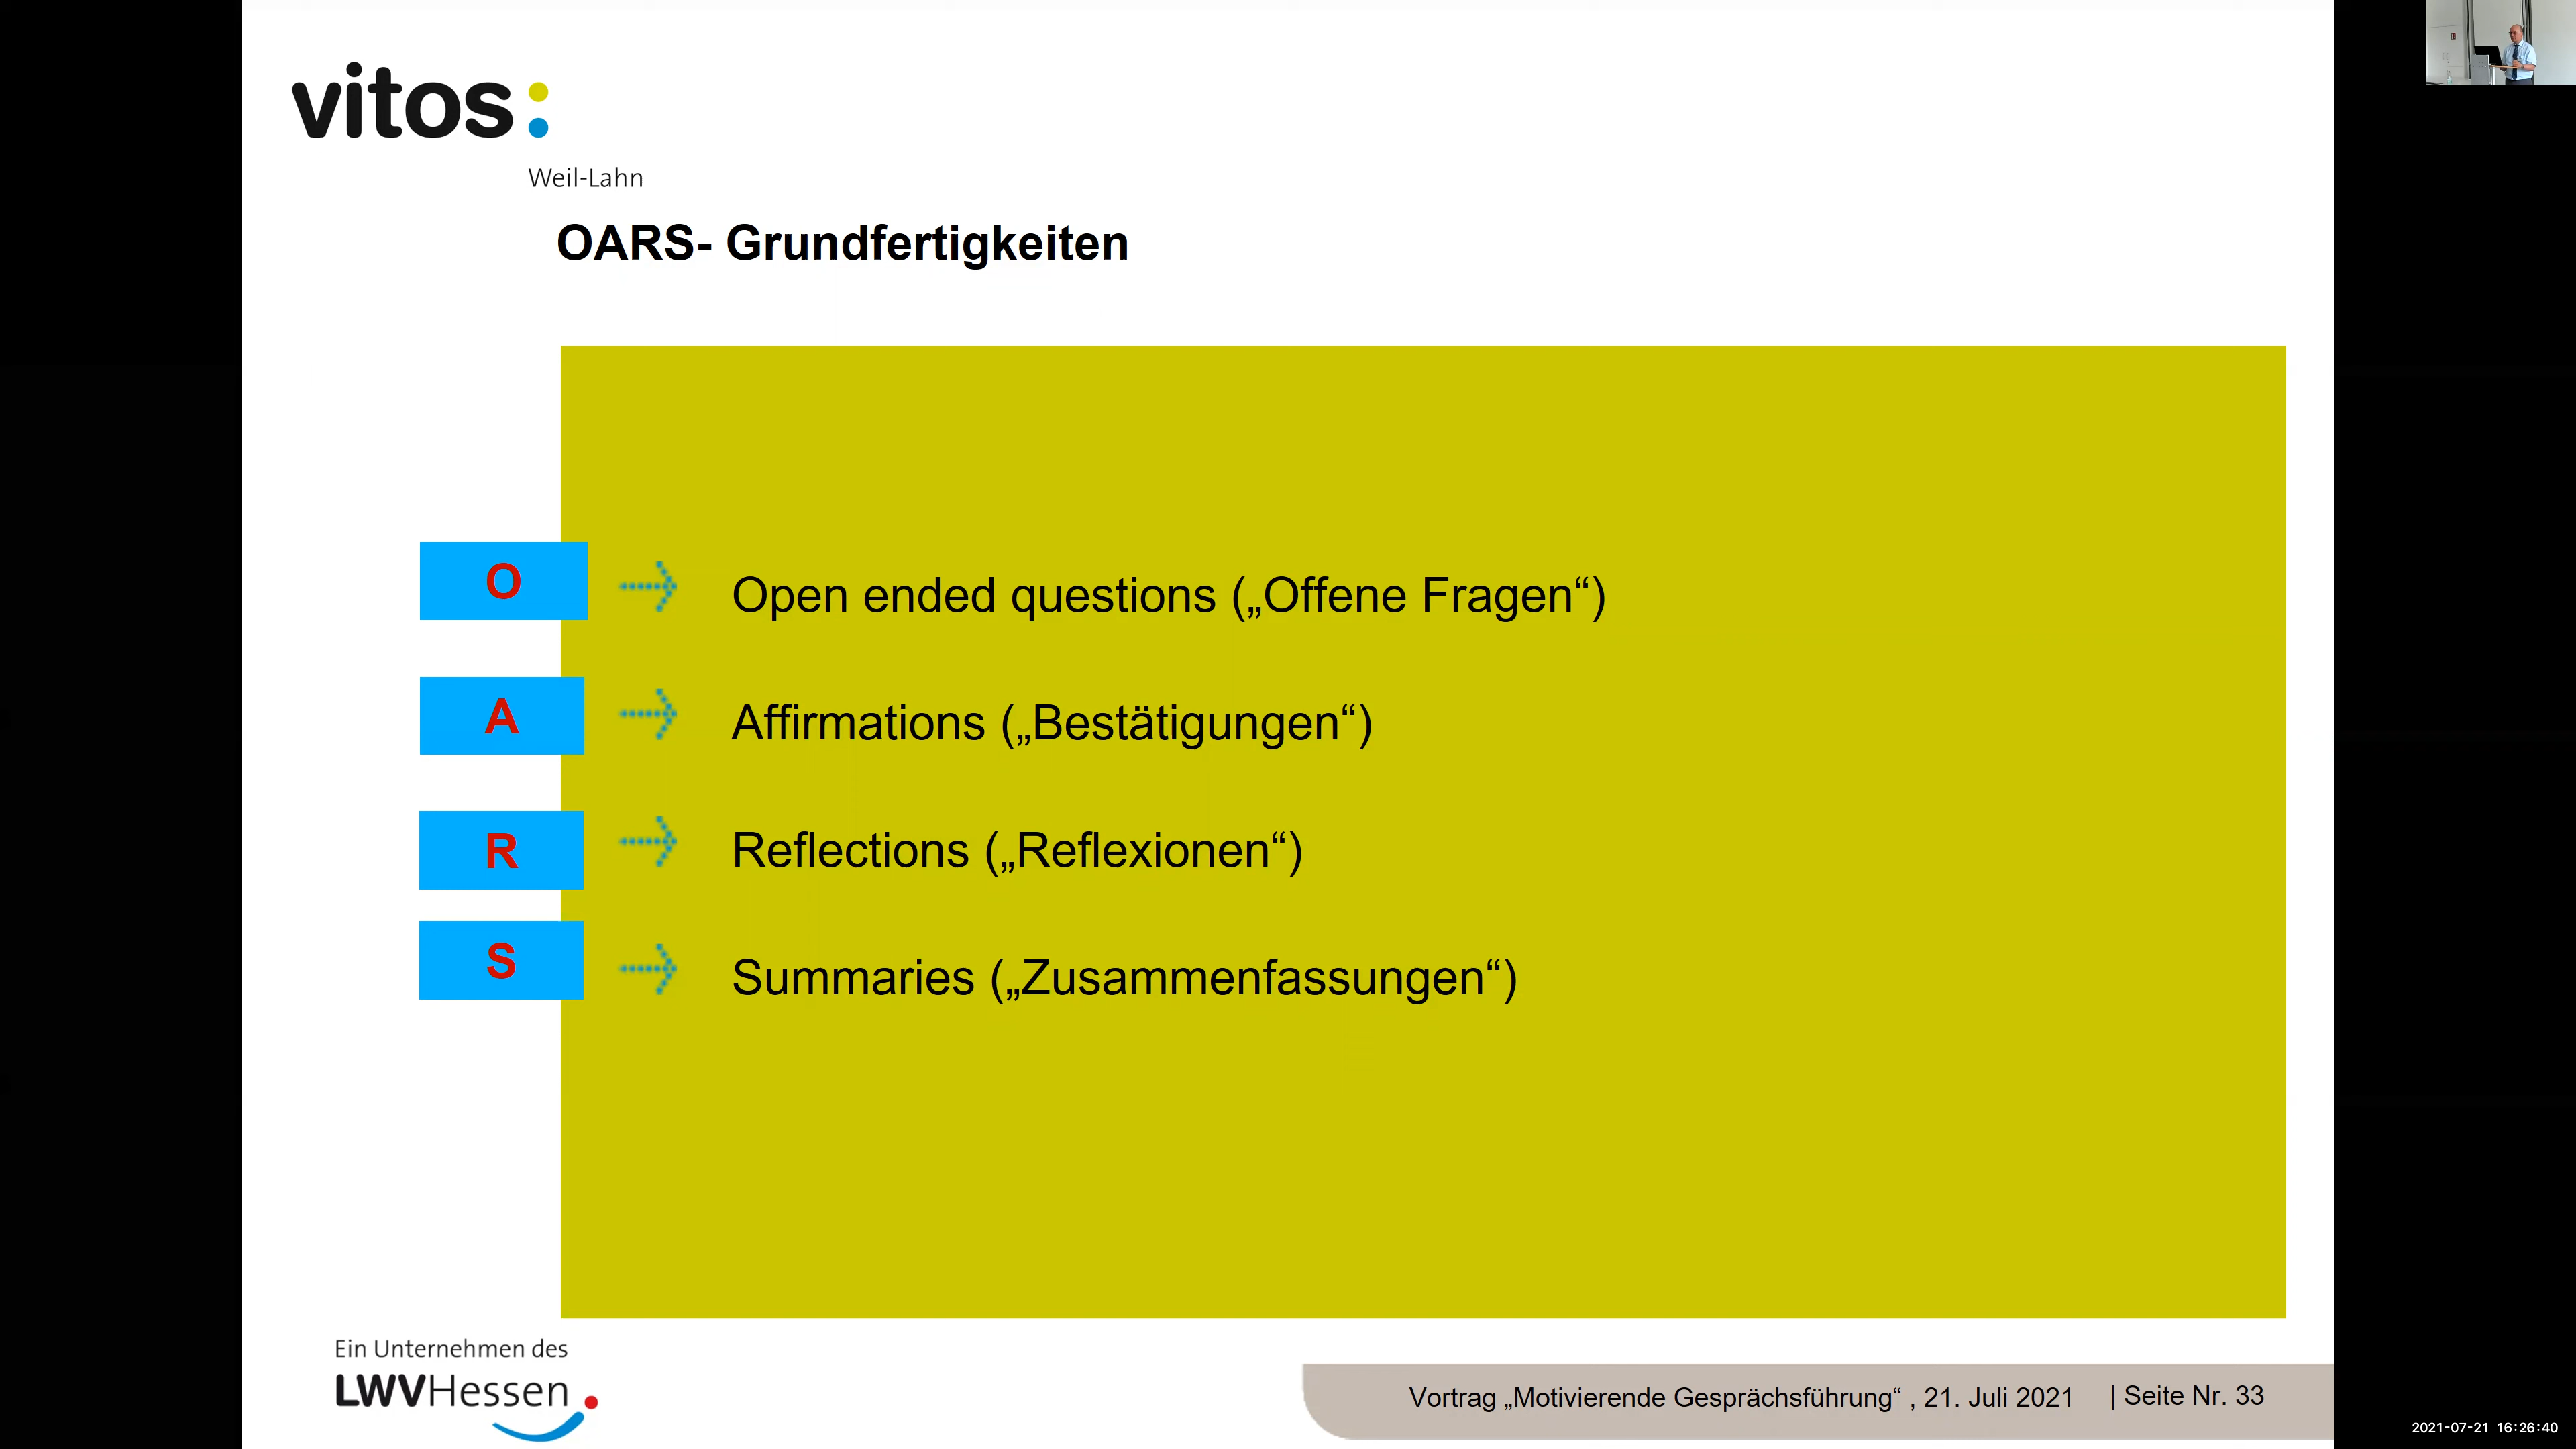 vitos:
Weil-Lahn
OARS- Grundfertigkeiten
O Open ended questions („Offene Fragen“)
A Affirmations („Bestätigungen“)
R Reflections („Reflexionen“)
S Summaries („Zusammenfassungen“)
Ein Unternehmen des
LWVHessen
Vortrag „Motivierende Gesprächsführung“ , 21. Juli 2021 | Seite Nr. 33
2021-07-21 16:26:40